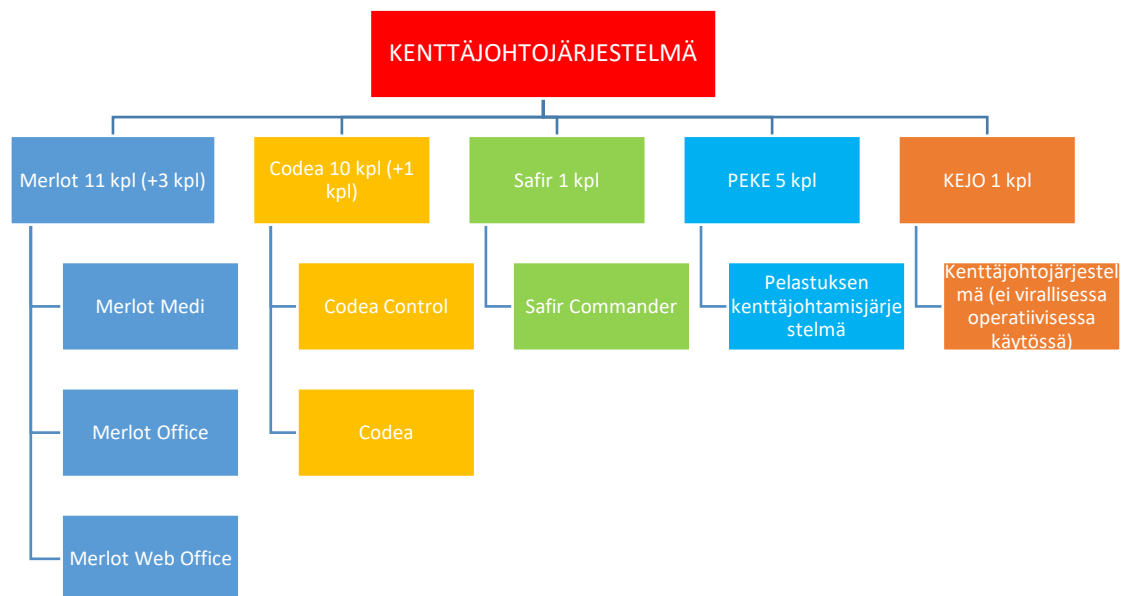 KENTTÄJOHTOJÄRJESTELMÄ
Merlot 11 kpl (+3 kpl)
Codea 10 kpl (+1
kpl)
Safir 1 kpl
PEKE 5 kpl
KEJO 1 kpl
Merlot Medi
Codea Control
Safir Commander
Pelastuksen
kenttäjohtamisjärje
stelmä
Kenttäjohtojärjestel
mä (ei virallisessa
operatiivisessa
käytössä)
Merlot Office
Codea
Merlot Web Office